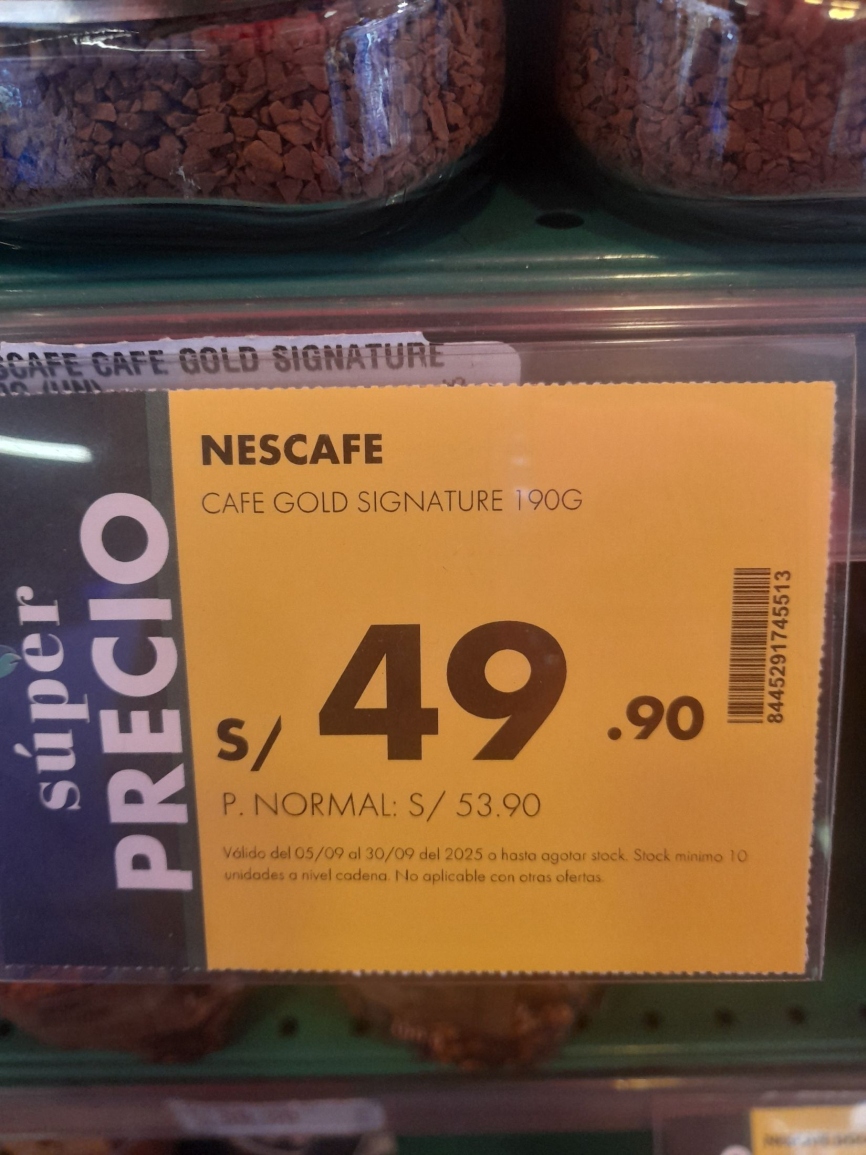 SCAFE CAFE GOLD SIGNATURE
súper
PRECIO
NESCAFE
CAFE GOLD SIGNATURE 190G
S/ 49.90
P. NORMAL: S/ 53.90
Válido del 05/09 al 30/09 del 2025 o hasta agotar stock. Stock mínimo 10
unidades a nivel cadena. No aplicable con otras ofertas.
8445291745513